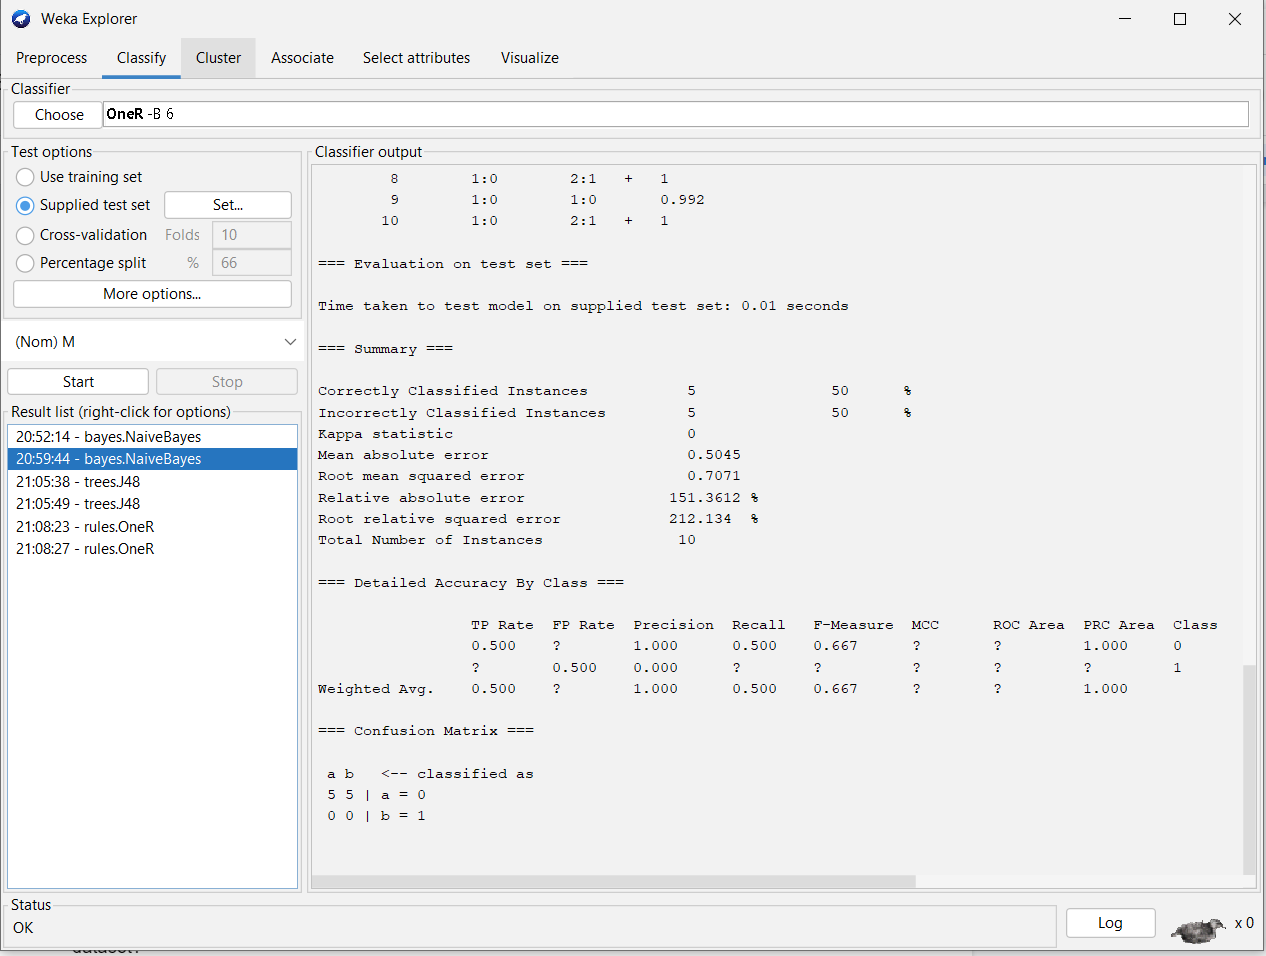 Weka Explorer
Preprocess Classify Cluster Associate Select attributes Visualize
Classifier
Choose OneR -B 6
Test options
Use training set
Supplied test set Set...
Cross-validation Folds 10
Percentage split % 66
More options...
(Nom) M
Start Stop
Result list (right-click for options)
20:52:14 - bayes.NaiveBayes
20:59:44 - bayes.NaiveBayes
21:05:38 - trees.J48
21:05:49 - trees.J48
21:08:23 - rules.OneR
21:08:27 - rules.OneR
Classifier output
8 1:0 2:1 + 1
9 1:0 1:0 0.992
10 1:0 2:1 + 1
=== Evaluation on test set ===
Time taken to test model on supplied test set: 0.01 seconds
=== Summary ===
Correctly Classified Instances 5 50 %
Incorrectly Classified Instances 5 50 %
Kappa statistic 0
Mean absolute error 0.5045
Root mean squared error 0.7071
Relative absolute error 151.3612 %
Root relative squared error 212.134 %
Total Number of Instances 10
=== Detailed Accuracy By Class ===
TP Rate FP Rate Precision Recall F-Measure MCC ROC Area PRC Area Class
0.500 ? 1.000 0.500 0.667 ? ? 1.000 0
? 0.500 0.000 ? ? ? ? ? 1
Weighted Avg. 0.500 ? 1.000 0.500 0.667 ? ? 1.000
=== Confusion Matrix ===
a b <-- classified as
5 5 | a = 0
0 0 | b = 1
Status
OK
Log x 0